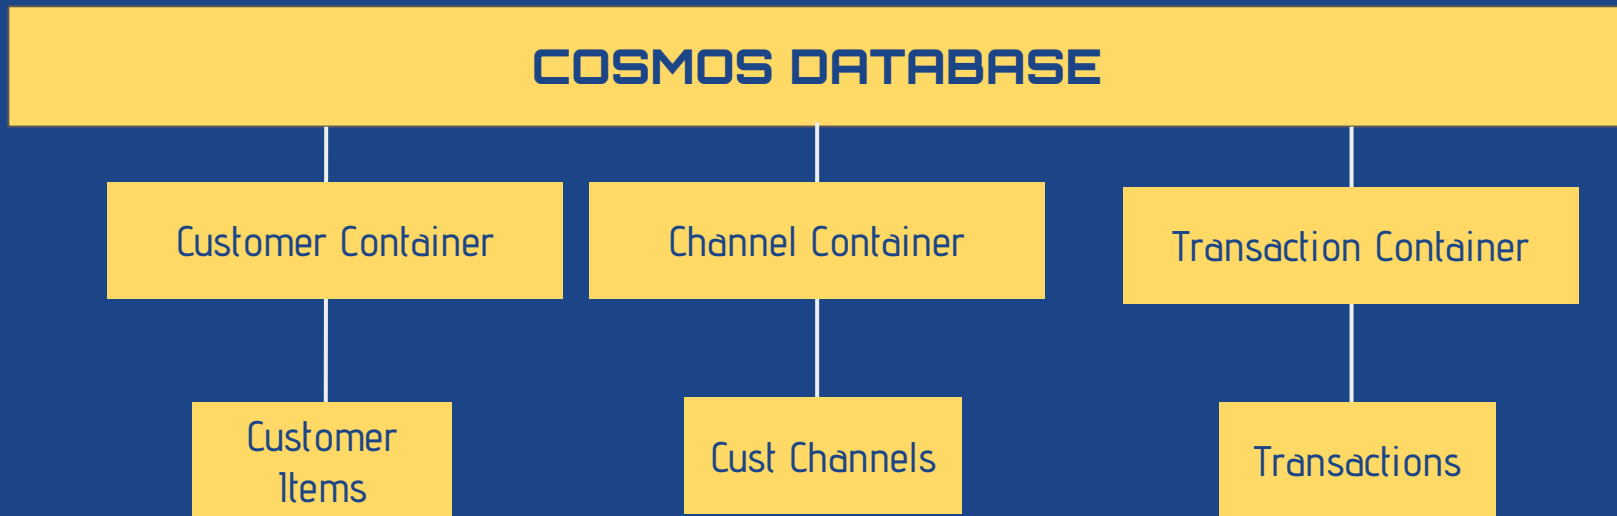 COSMOS DATABASE
Customer Container
Channel Container
Transaction Container
Customer
Items
Cust Channels
Transactions